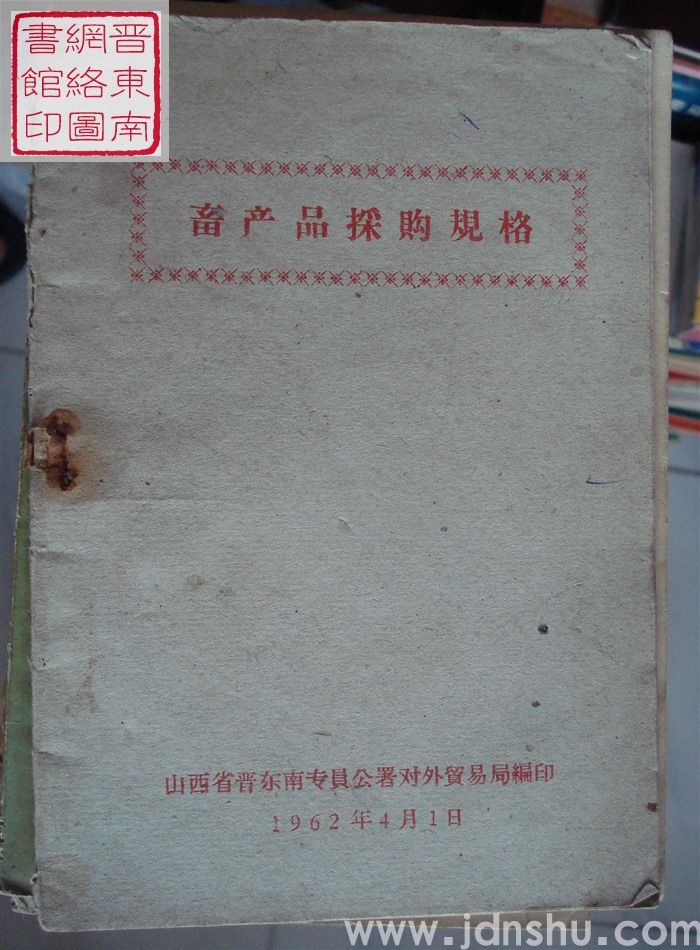 晋東南
網絡圖
書館印
畜产品採购規格
山西省晋东南专員公署对外貿易局編印
1962年4月1日
www.jdnshu.com